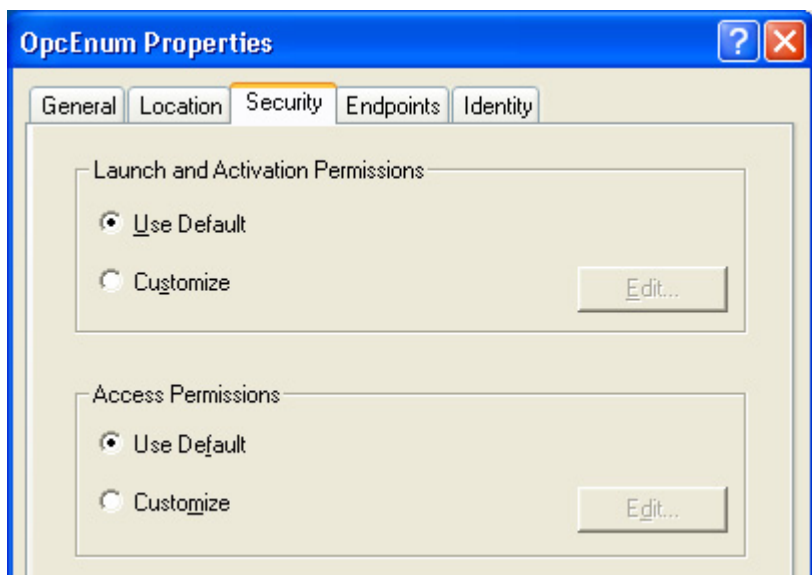 OpcEnum Properties
General Location Security Endpoints Identity
Launch and Activation Permissions
Use Default
Customize
Edit...
Access Permissions
Use Default
Customize
Edit...